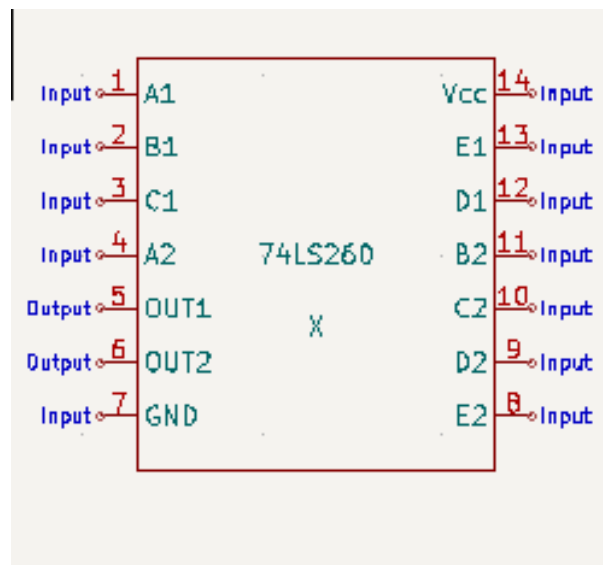 Input 1 A1 Vcc 14 Input
Input 2 B1 E1 13 Input
Input 3 C1 D1 12 Input
Input 4 A2 74LS260 B2 11 Input
Output 5 OUT1 C2 10 Input
X
Output 6 OUT2 D2 9 Input
Input 7 GND E2 8 Input